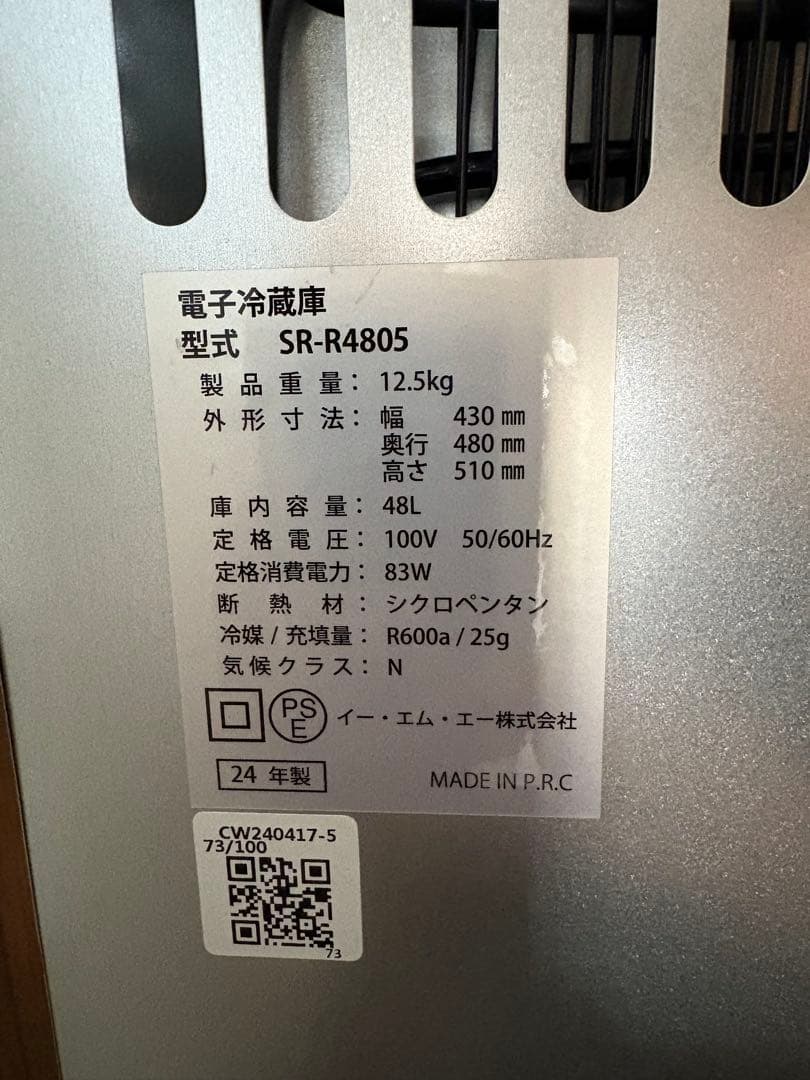 電子冷蔵庫
型式 SR-R4805
製品重量： 12.5kg
外形寸法： 幅 430㎜
奥行 480㎜
高さ 510㎜
庫内容量： 48L
定格電圧： 100V 50/60Hz
定格消費電力： 83W
断熱材： シクロペンタン
冷媒/充填量： R600a / 25g
気候クラス： N
PS
E
イー・エム・エー株式会社
24 年製
MADE IN P.R.C
CW240417-5
73/100
73